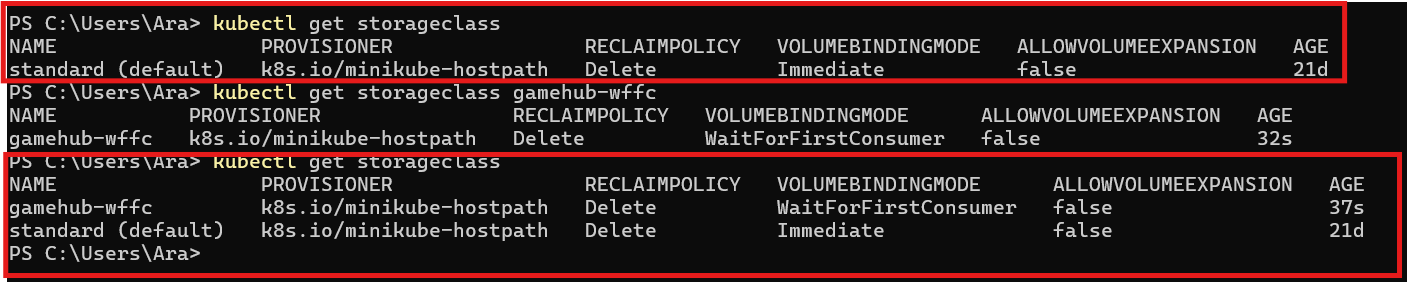 PS C:\Users\Ara> kubectl get storageclass
NAME                 PROVISIONER                RECLAIMPOLICY   VOLUMEBINDINGMODE   ALLOWVOLUMEEXPANSION   AGE
standard (default)   k8s.io/minikube-hostpath   Delete          Immediate           false                  21d
PS C:\Users\Ara> kubectl get storageclass gamehub-wffc
NAME           PROVISIONER                RECLAIMPOLICY   VOLUMEBINDINGMODE      ALLOWVOLUMEEXPANSION   AGE
gamehub-wffc   k8s.io/minikube-hostpath   Delete          WaitForFirstConsumer   false                  32s
PS C:\Users\Ara> kubectl get storageclass
NAME                 PROVISIONER                RECLAIMPOLICY   VOLUMEBINDINGMODE      ALLOWVOLUMEEXPANSION   AGE
gamehub-wffc         k8s.io/minikube-hostpath   Delete          WaitForFirstConsumer   false                  37s
standard (default)   k8s.io/minikube-hostpath   Delete          Immediate              false                  21d
PS C:\Users\Ara>